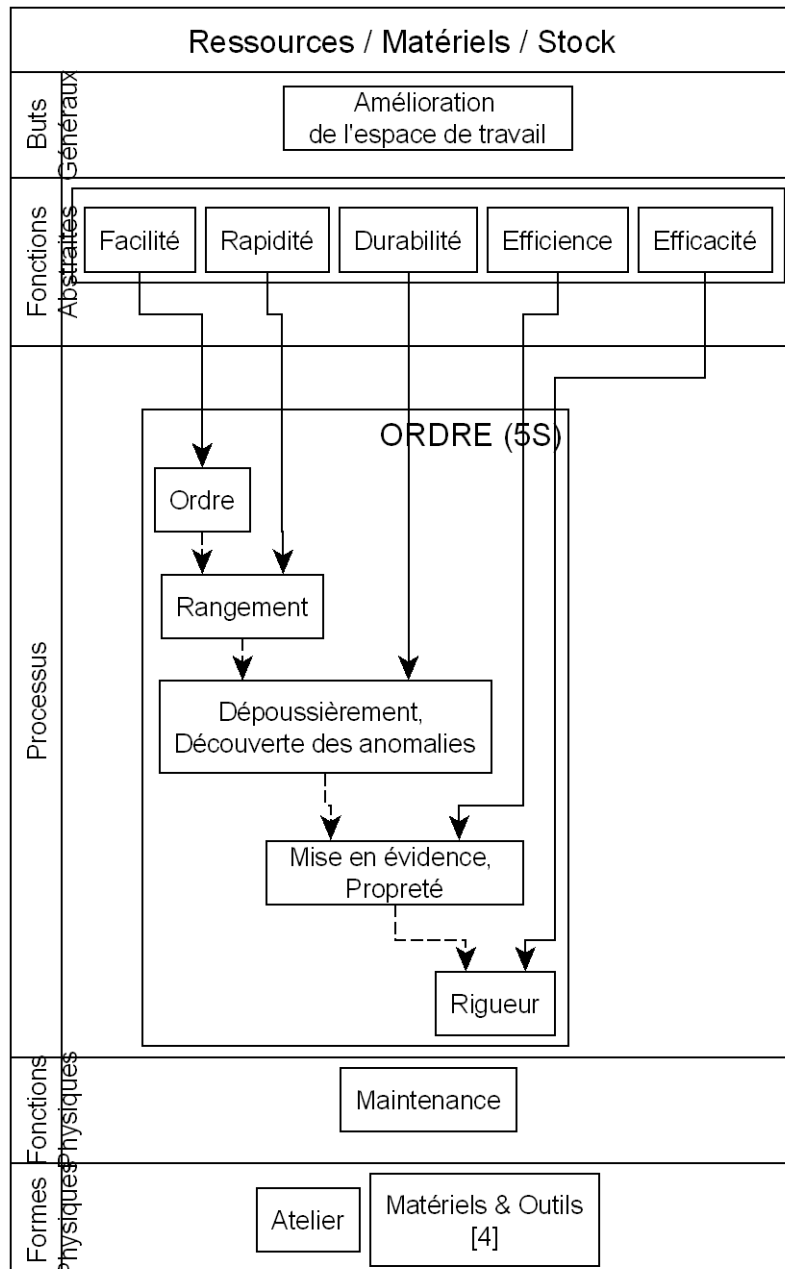 Ressources / Matériels / Stock
Buts
Généraux
Amélioration
de l'espace de travail
Fonctions
Abstraites
Facilité
Rapidité
Durabilité
Efficience
Efficacité
Processus
ORDRE (5S)
Ordre
Rangement
Dépoussièrement,
Découverte des anomalies
Mise en évidence,
Propreté
Rigueur
Fonctions
Physiques
Maintenance
Formes
Physiques
Atelier
Matériels & Outils
[4]